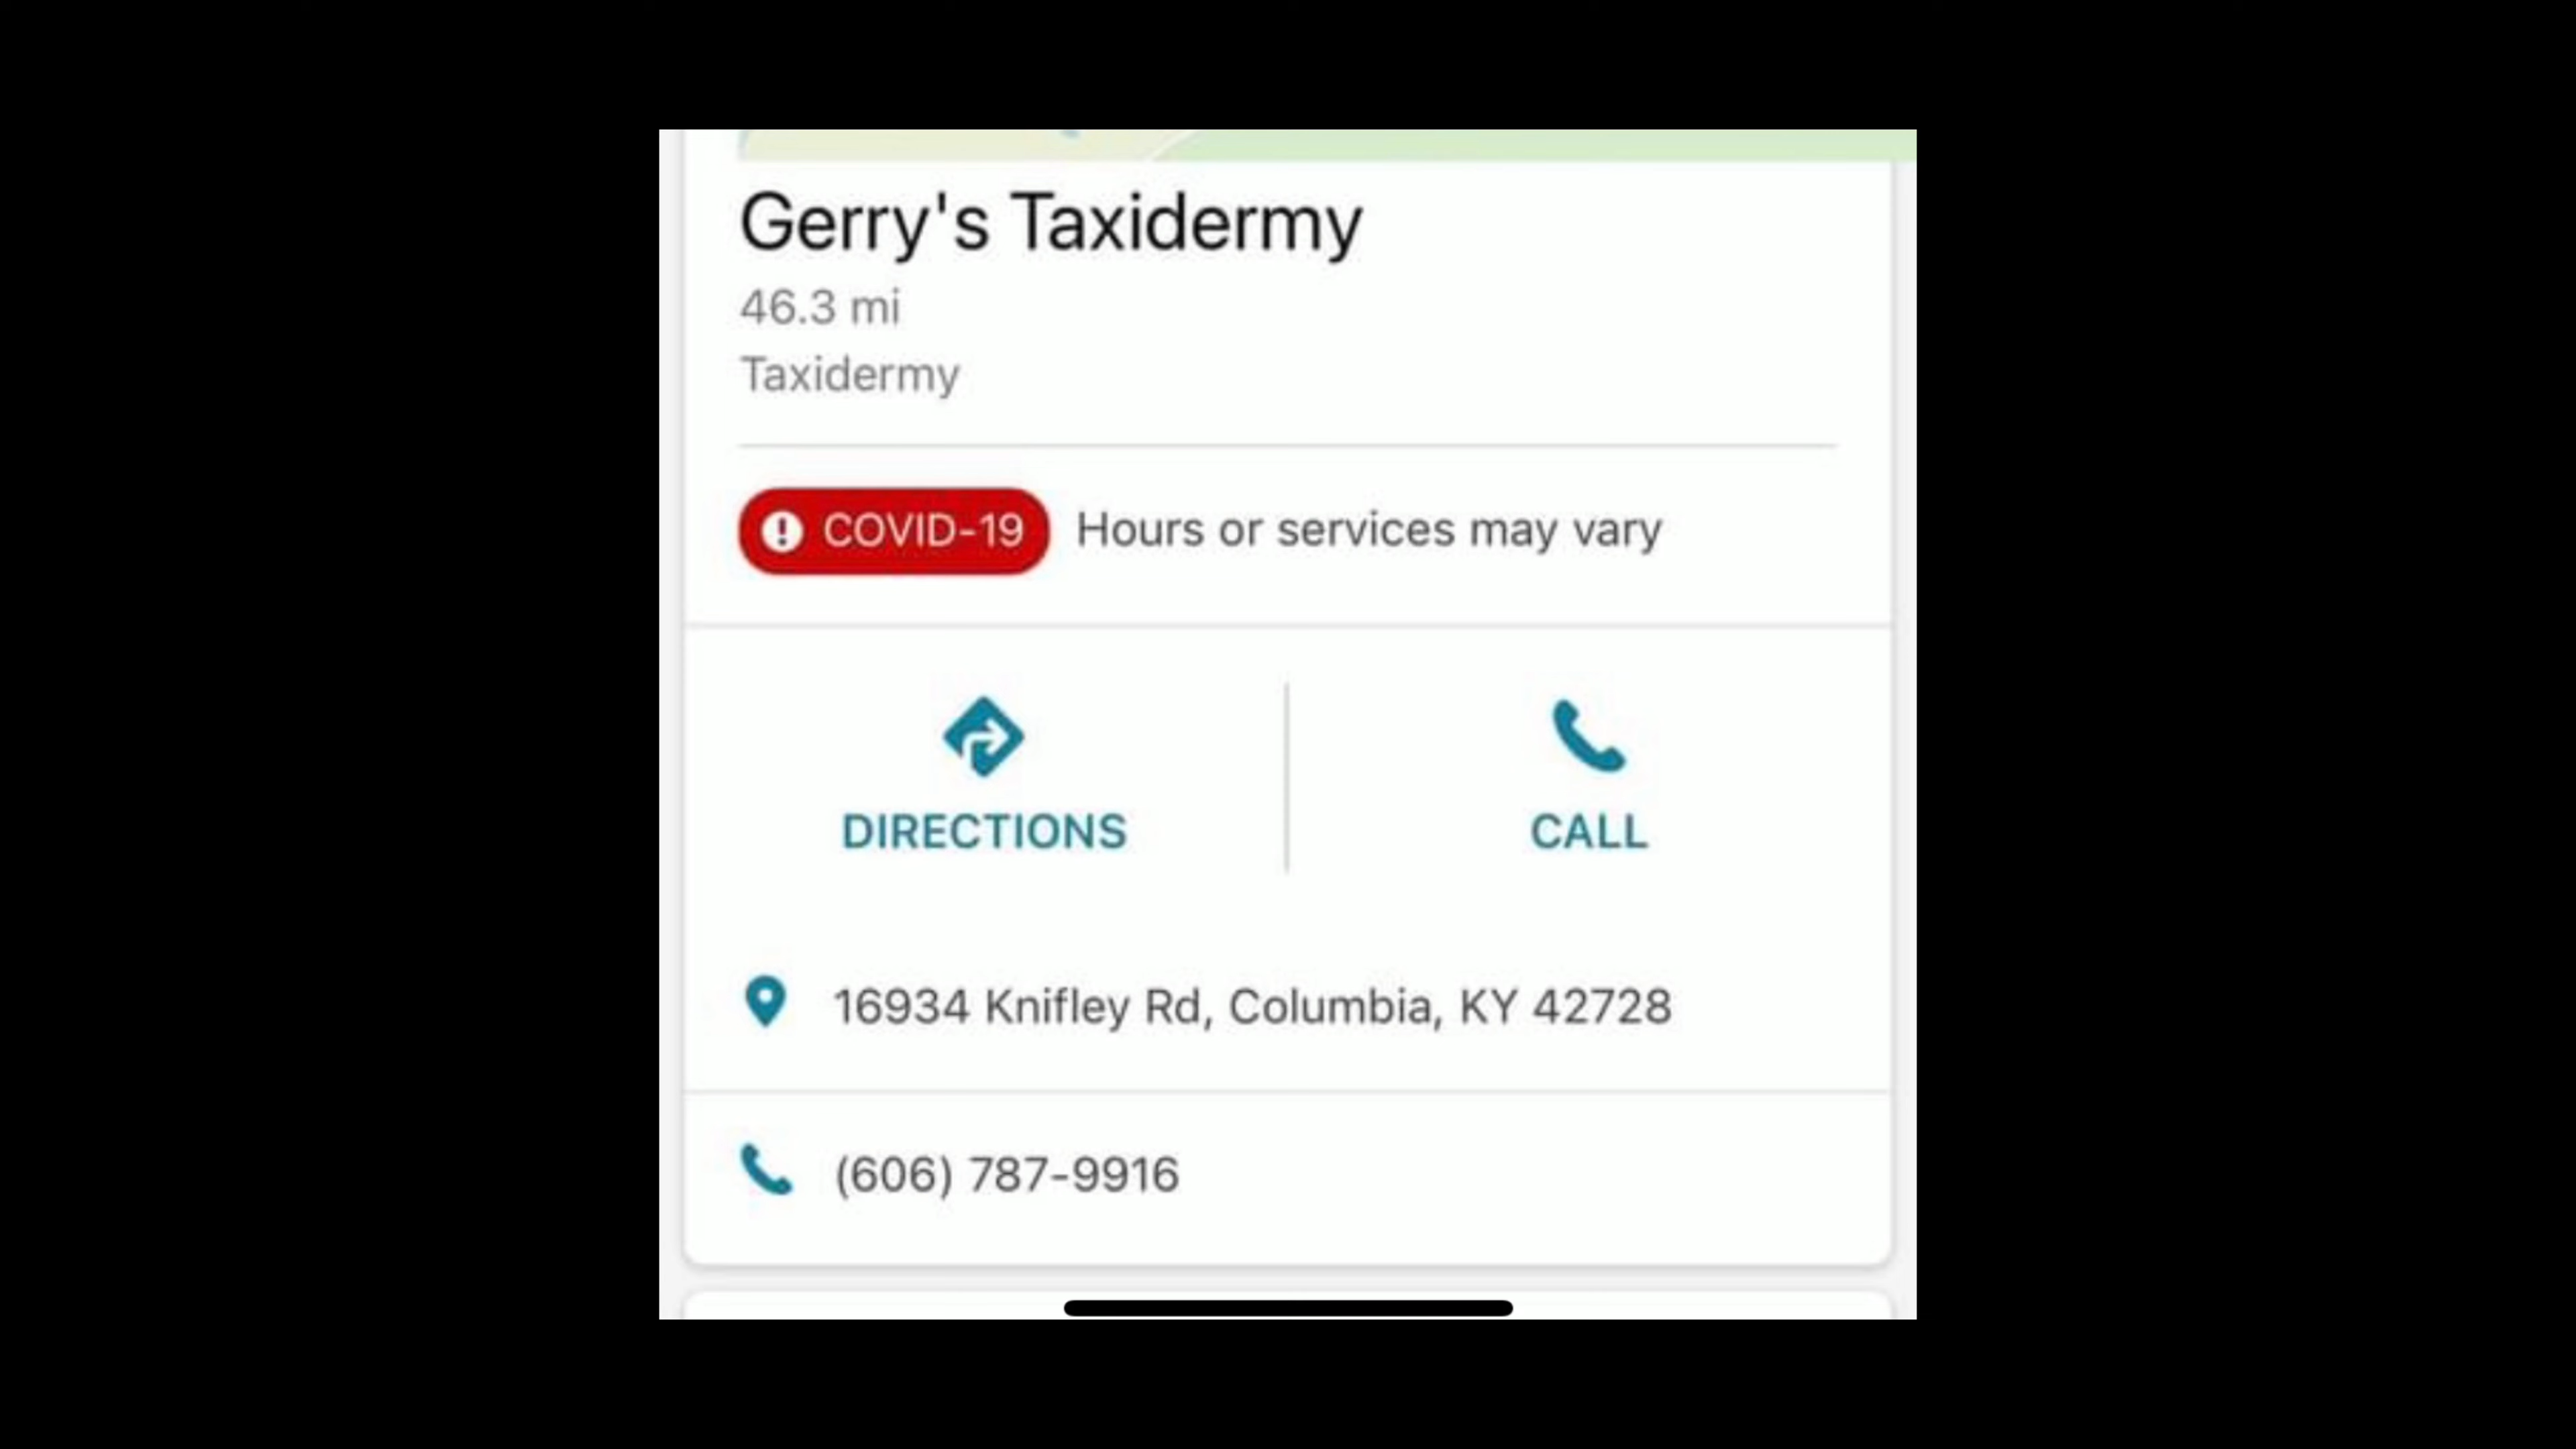 Gerry's Taxidermy
46.3 mi
Taxidermy
COVID-19 Hours or services may vary
DIRECTIONS CALL
16934 Knifley Rd, Columbia, KY 42728
(606) 787-9916